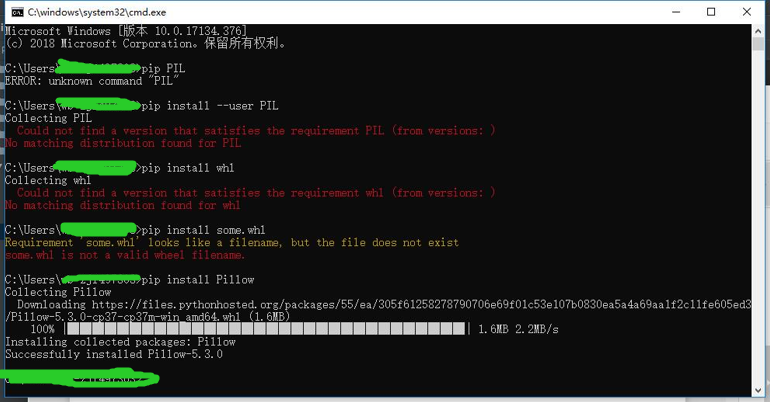 C:\windows\system32\cmd.exe
Microsoft Windows [版本 10.0.17134.376]
(c) 2018 Microsoft Corporation。保留所有权利。
C:\Users\>pip PIL
ERROR: unknown command "PIL"
C:\Users\>pip install --user PIL
Collecting PIL
Could not find a version that satisfies the requirement PIL (from versions: )
No matching distribution found for PIL
C:\Users\>pip install whl
Collecting whl
Could not find a version that satisfies the requirement whl (from versions: )
No matching distribution found for whl
C:\Users\>pip install some.whl
Requirement 'some.whl' looks like a filename, but the file does not exist
some.whl is not a valid wheel filename.
C:\Users\>pip install Pillow
Collecting Pillow
Downloading https://files.pythonhosted.org/packages/55/ea/305f61258278790706e69f01c53e107b0830ea5a4a69aa1f2c11fe605ed3
/Pillow-5.3.0-cp37-cp37m-win_amd64.whl (1.6MB)
100% || 1.6MB 2.2MB/s
Installing collected packages: Pillow
Successfully installed Pillow-5.3.0